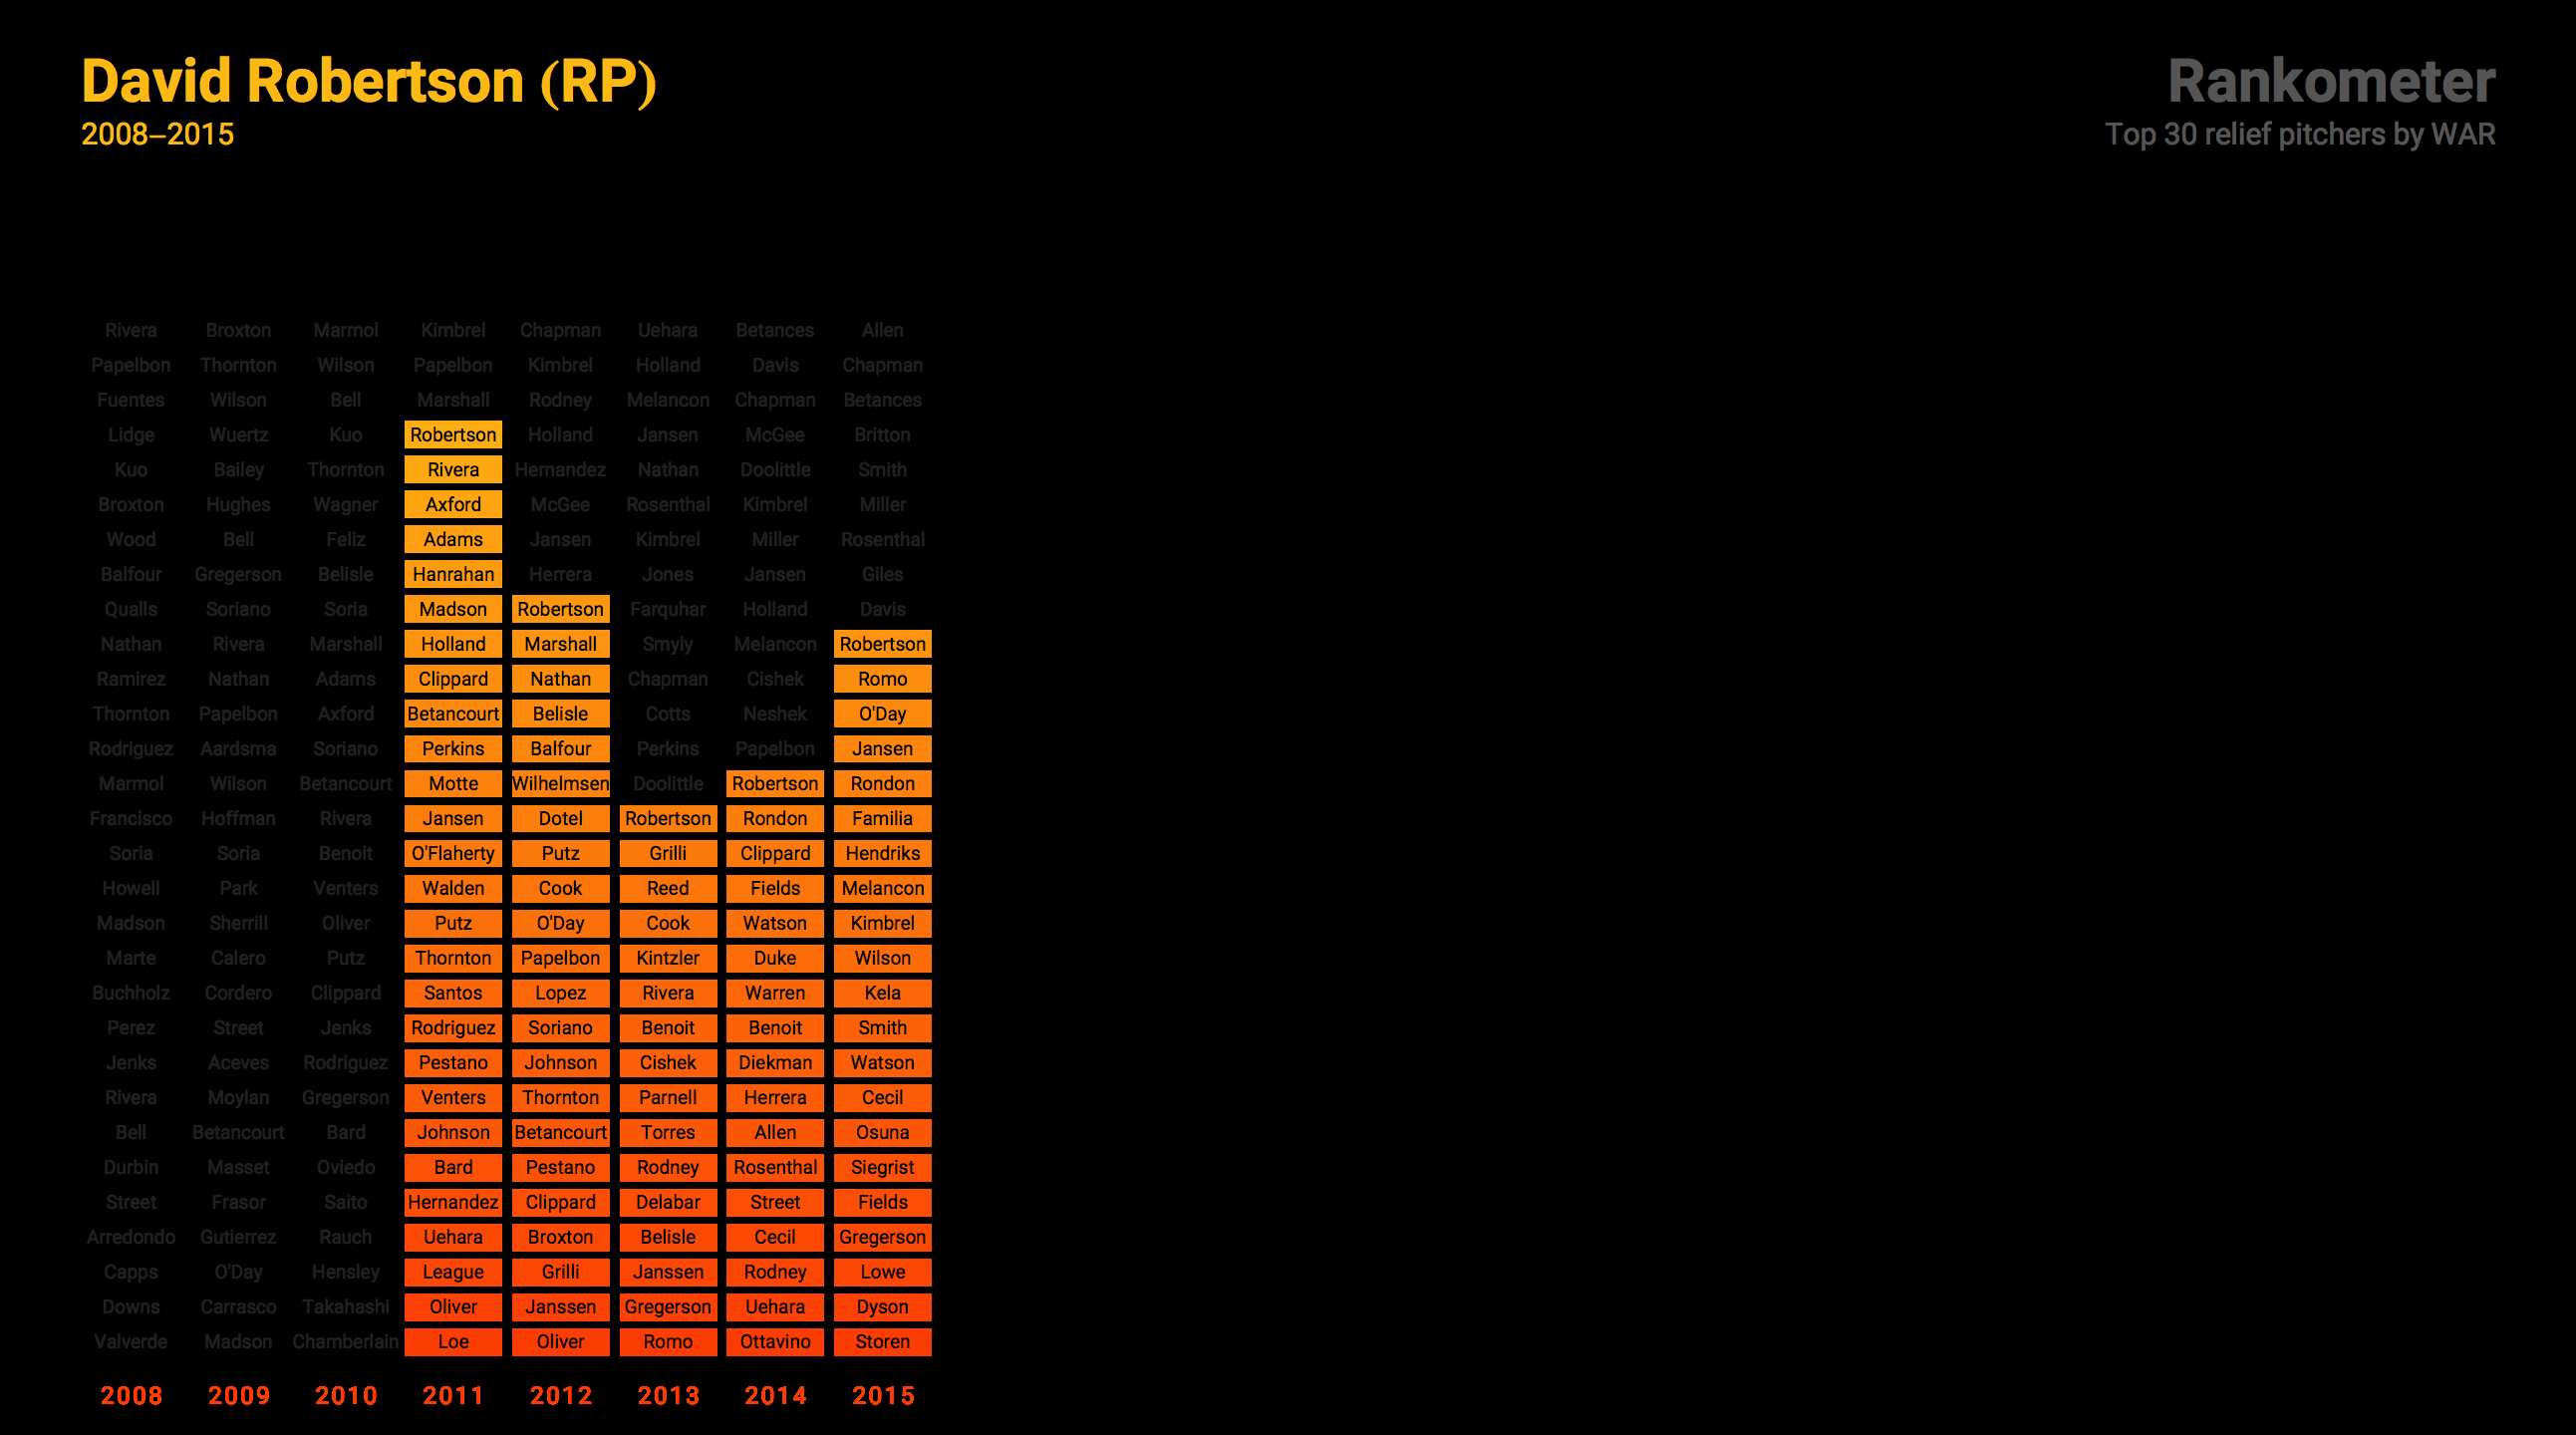 David Robertson (RP)
2008–2015
Rankometer
Top 30 relief pitchers by WAR
Rivera Broxton Marmol Kimbrel Chapman Uehara Betances Allen
Papelbon Thornton Wilson Papelbon Kimbrel Holland Davis Chapman
Fuentes Wilson Bell Marshall Rodney Melancon Chapman Betances
Lidge Wuertz Kuo Robertson Holland Jansen McGee Britton
Kuo Bailey Thornton Rivera Hernandez Nathan Doolittle Smith
Broxton Hughes Wagner Axford McGee Rosenthal Kimbrel Miller
Wood Bell Feliz Adams Jansen Kimbrel Miller Rosenthal
Balfour Gregerson Belisle Hanrahan Herrera Jones Jansen Giles
Qualls Soriano Soria Madson Robertson Farquhar Holland Davis
Nathan Rivera Marshall Holland Marshall Smyly Melancon Robertson
Ramirez Nathan Adams Clippard Nathan Chapman Cishek Romo
Thornton Papelbon Axford Betancourt Belisle Cotts Neshek O'Day
Rodriguez Aardsma Soriano Perkins Balfour Perkins Papelbon Jansen
Marmol Wilson Betancourt Motte Wilhelmsen Doolittle Robertson Rondon
Francisco Hoffman Rivera Jansen Dotel Robertson Rondon Familia
Soria Soria Benoit O'Flaherty Putz Grilli Clippard Hendriks
Howell Park Venters Walden Cook Reed Fields Melancon
Madson Sherrill Oliver Putz O'Day Cook Watson Kimbrel
Marte Calero Putz Thornton Papelbon Kintzler Duke Wilson
Buchholz Cordero Clippard Santos Lopez Rivera Warren Kela
Perez Street Jenks Rodriguez Soriano Benoit Benoit Smith
Jenks Aceves Rodriguez Pestano Johnson Cishek Diekman Watson
Rivera Moylan Gregerson Venters Thornton Parnell Herrera Cecil
Bell Betancourt Bard Johnson Betancourt Torres Allen Osuna
Durbin Masset Oviedo Bard Pestano Rodney Rosenthal Siegrist
Street Frasor Saito Hernandez Clippard Delabar Street Fields
Arredondo Gutierrez Rauch Uehara Broxton Belisle Cecil Gregerson
Capps O'Day Hensley League Grilli Janssen Rodney Lowe
Downs Carrasco Takahashi Oliver Janssen Gregerson Uehara Dyson
Valverde Madson Chamberlain Loe Oliver Romo Ottavino Storen
2008 2009 2010 2011 2012 2013 2014 2015